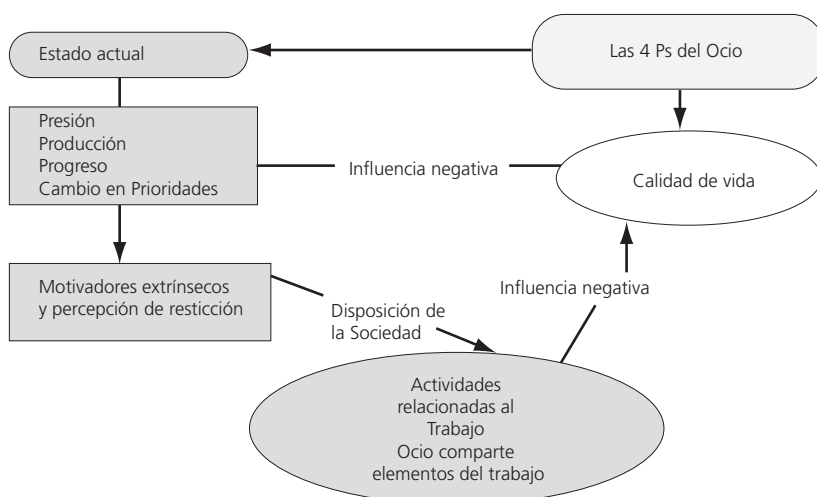 Estado actual
Las 4 Ps del Ocio
Presión
Producción
Progreso
Cambio en Prioridades
Influencia negativa
Calidad de vida
Motivadores extrínsecos
y percepción de resticción
Disposición de
la Sociedad
Influencia negativa
Actividades
relacionadas al
Trabajo
Ocio comparte
elementos del trabajo